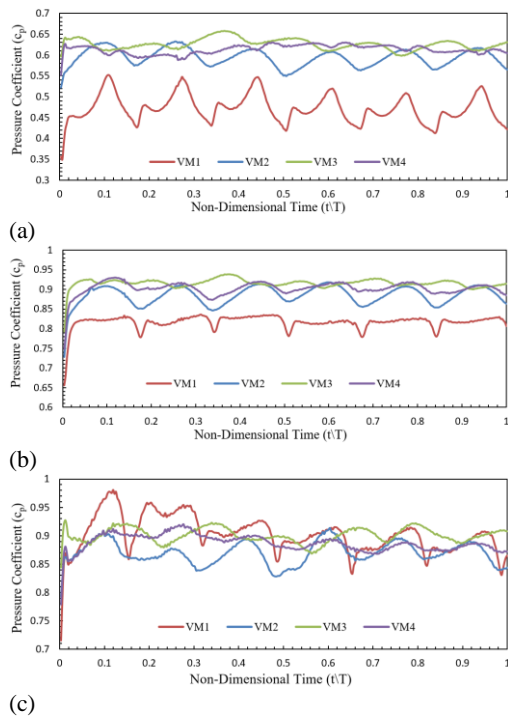 0.7
0.65
0.6
0.55
0.5
0.45
0.4
0.35
0.3
Pressure Coefficient (cp)
VM1 VM2 VM3 VM4
0 0.1 0.2 0.3 0.4 0.5 0.6 0.7 0.8 0.9 1
Non-Dimensional Time (t\T)
(a)
1
0.95
0.9
0.85
0.8
0.75
0.7
0.65
0.6
Pressure Coefficient (cp)
VM1 VM2 VM3 VM4
0 0.1 0.2 0.3 0.4 0.5 0.6 0.7 0.8 0.9 1
Non-Dimensional Time (t\T)
(b)
1
0.95
0.9
0.85
0.8
0.75
0.7
Pressure Coefficient (cp)
VM1 VM2 VM3 VM4
0 0.1 0.2 0.3 0.4 0.5 0.6 0.7 0.8 0.9 1
Non-Dimensional Time (t\T)
(c)